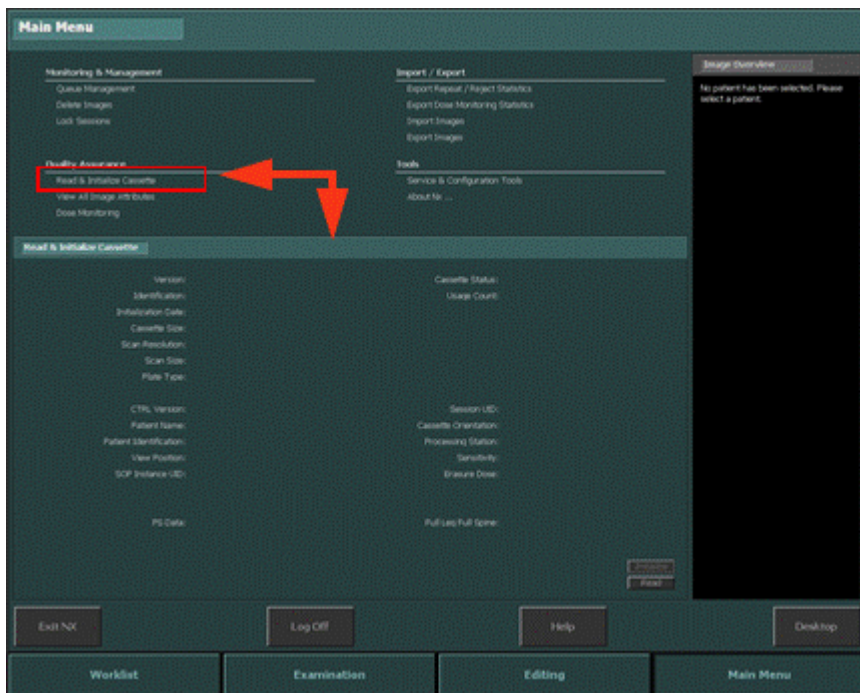 Main Menu
Monitoring & Management
Queue Management
Delete Images
Lock Sessions
Import / Export
Export Repeat / Reject Statistics
Export Dose Monitoring Statistics
Import Images
Export Images
Quality Assurance
Read & Initialize Cassette
View All Image Attributes
Dose Monitoring
Tools
Service & Configuration Tools
About Nx ...
Image Overview
No patient has been selected. Please
select a patient.
Read & Initialize Cassette
Version:
Identification:
Initialization Date:
Cassette Size:
Scan Resolution:
Scan Size:
Plate Type:
Cassette Status:
Usage Count:
CTRL Version:
Patient Name:
Patient Identification:
View Position:
SOP Instance UID:
Session UID:
Cassette Orientation:
Processing Station:
Sensitivity:
Erasure Dose:
PS Data:
Full Leg Full Spine:
Initialize
Read
Exit NX
Log Off
Help
Desktop
Worklist
Examination
Editing
Main Menu